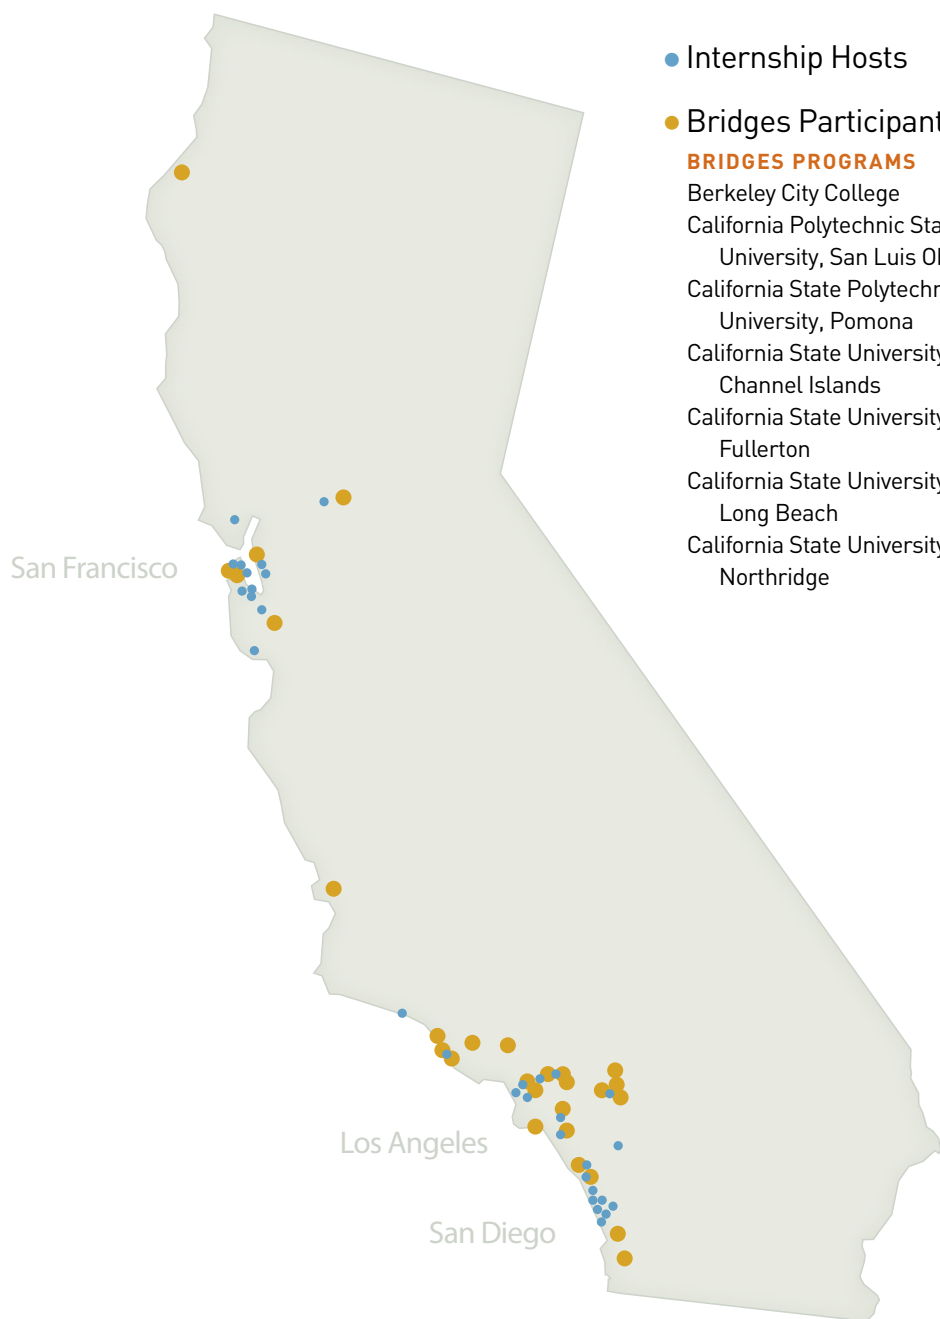 Internship Hosts
Bridges Participant
BRIDGES PROGRAMS
Berkeley City College
California Polytechnic Sta
University, San Luis Ob
California State Polytechn
University, Pomona
California State University
Channel Islands
California State University
Fullerton
California State University
Long Beach
California State University
Northridge
San Francisco
Los Angeles
San Diego